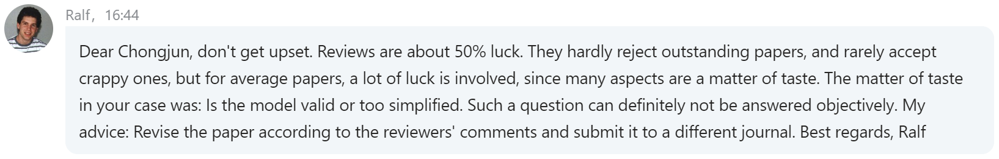 Ralf，16:44
Dear Chongjun, don't get upset. Reviews are about 50% luck. They hardly reject outstanding papers, and rarely accept
crappy ones, but for average papers, a lot of luck is involved, since many aspects are a matter of taste. The matter of taste
in your case was: Is the model valid or too simplified. Such a question can definitely not be answered objectively. My
advice: Revise the paper according to the reviewers' comments and submit it to a different journal. Best regards, Ralf